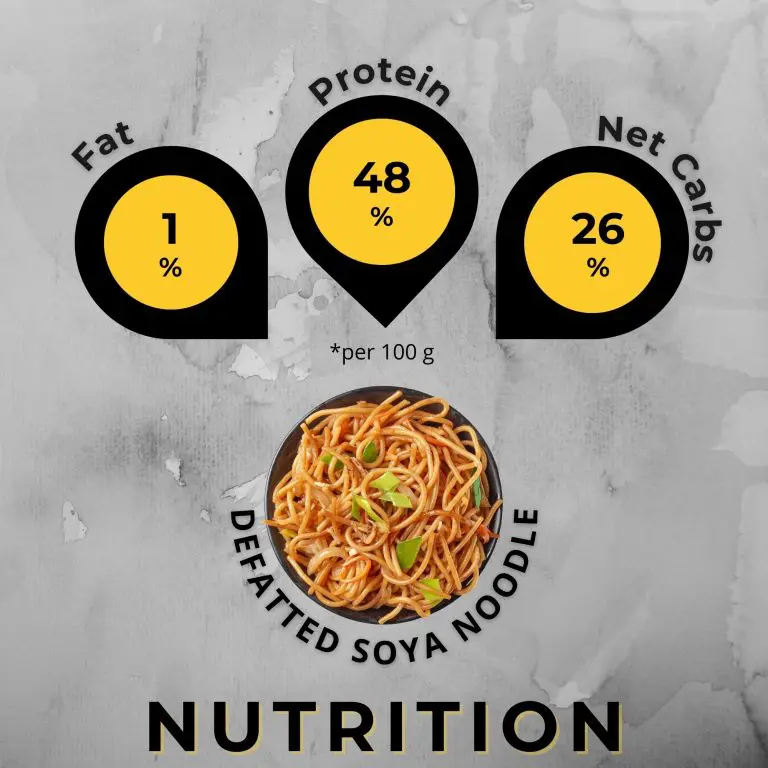 Fat
Protein
Net Carbs
1
%
48
%
26
%
*per 100 g
DEFATTED SOYA NOODLE
NUTRITION